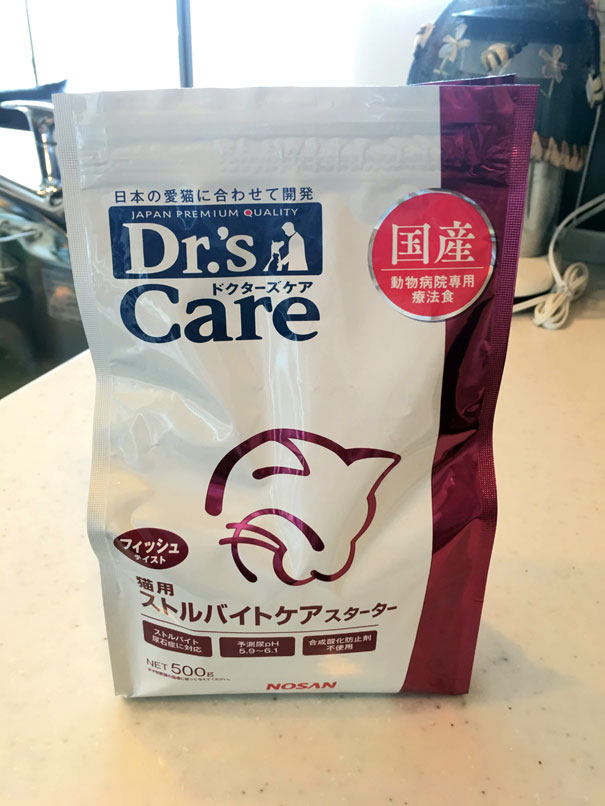 日本の愛猫に合わせて開発
JAPAN PREMIUM QUALITY
Dr.'s
ドクターズケア
Care
国産
動物病院専用
療法食
フィッシュ
テイスト
猫用
ストルバイトケアスターター
ストルバイト
尿石症に対応
予測尿pH
5.9~6.1
合成酸化防止剤
不使用
NET 500g
NOSAN